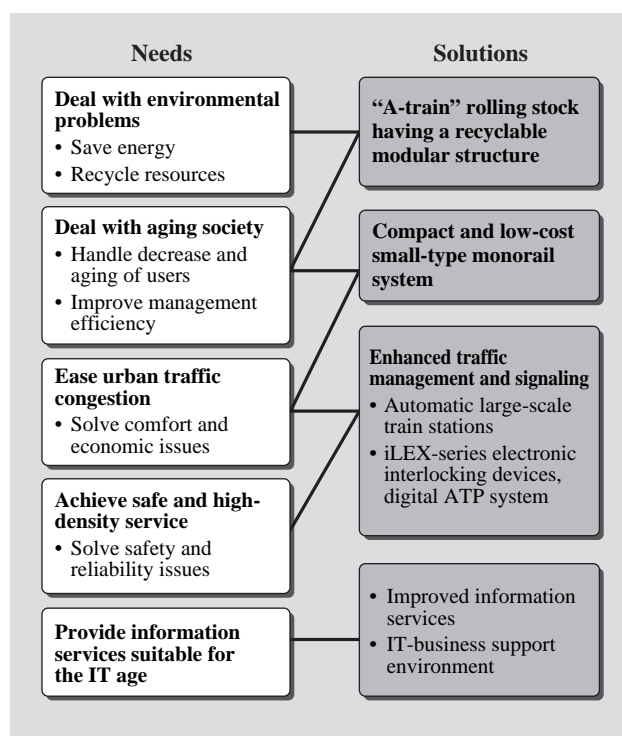 Needs
Deal with environmental
problems
• Save energy
• Recycle resources
Deal with aging society
• Handle decrease and
aging of users
• Improve management
efficiency
Ease urban traffic
congestion
• Solve comfort and
economic issues
Achieve safe and high-
density service
• Solve safety and
reliability issues
Provide information
services suitable for
the IT age
Solutions
“A-train” rolling stock
having a recyclable
modular structure
Compact and low-cost
small-type monorail
system
Enhanced traffic
management and signaling
• Automatic large-scale
train stations
• iLEX-series electronic
interlocking devices,
digital ATP system
• Improved information
services
• IT-business support
environment